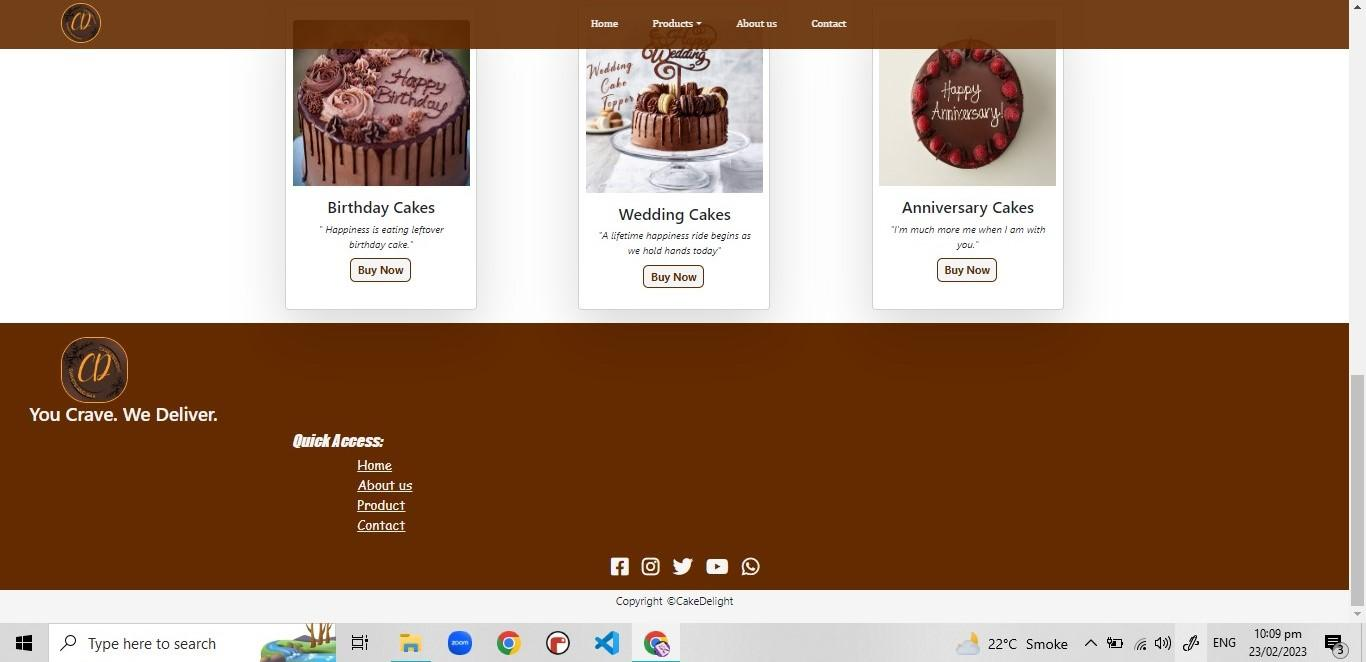 CD
Home Products About us Contact
Happy
Birthday
Wedding
Wedding
Cake
Topper
Happy
Anniversary!
Birthday Cakes
" Happiness is eating leftover
birthday cake."
Buy Now
Wedding Cakes
"A lifetime happiness ride begins as
we hold hands today"
Buy Now
Anniversary Cakes
"I'm much more me when I am with
you."
Buy Now
CD
You Crave. We Deliver.
Quick Access:
Home
About us
Product
Contact
Copyright ©CakeDelight
Type here to search
zoom
22°C Smoke
ENG
10:09 pm
23/02/2023
3